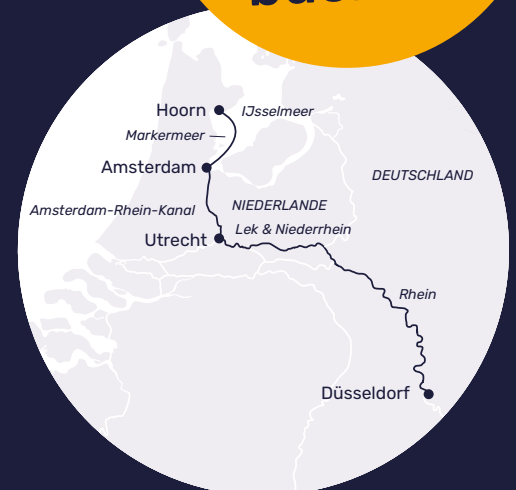 Hoorn
IJsselmeer
Markermeer
Amsterdam
DEUTSCHLAND
Amsterdam-Rhein-Kanal
NIEDERLANDE
Lek & Niederrhein
Utrecht
Rhein
Düsseldorf